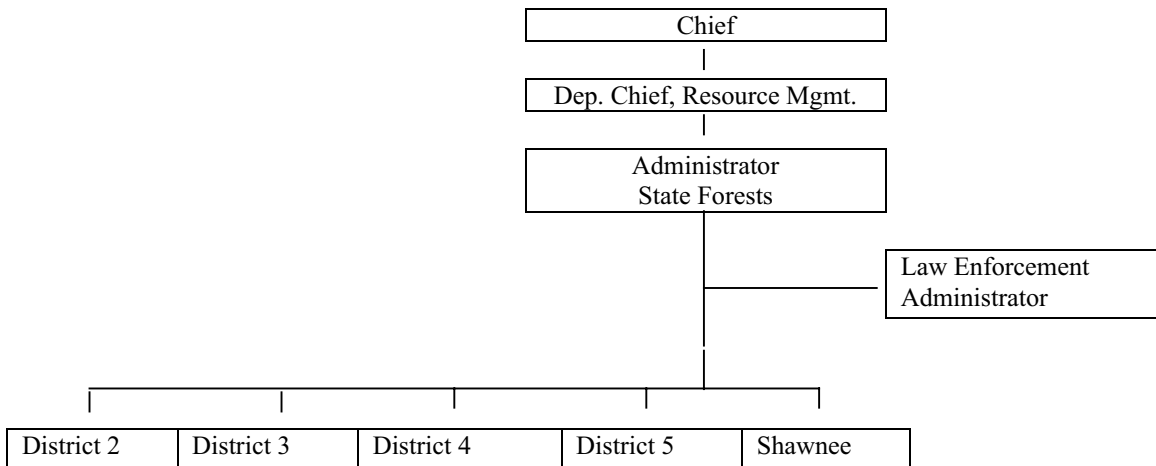 Chief
Dep. Chief, Resource Mgmt.
Administrator
State Forests
Law Enforcement
Administrator
District 2 District 3 District 4 District 5 Shawnee